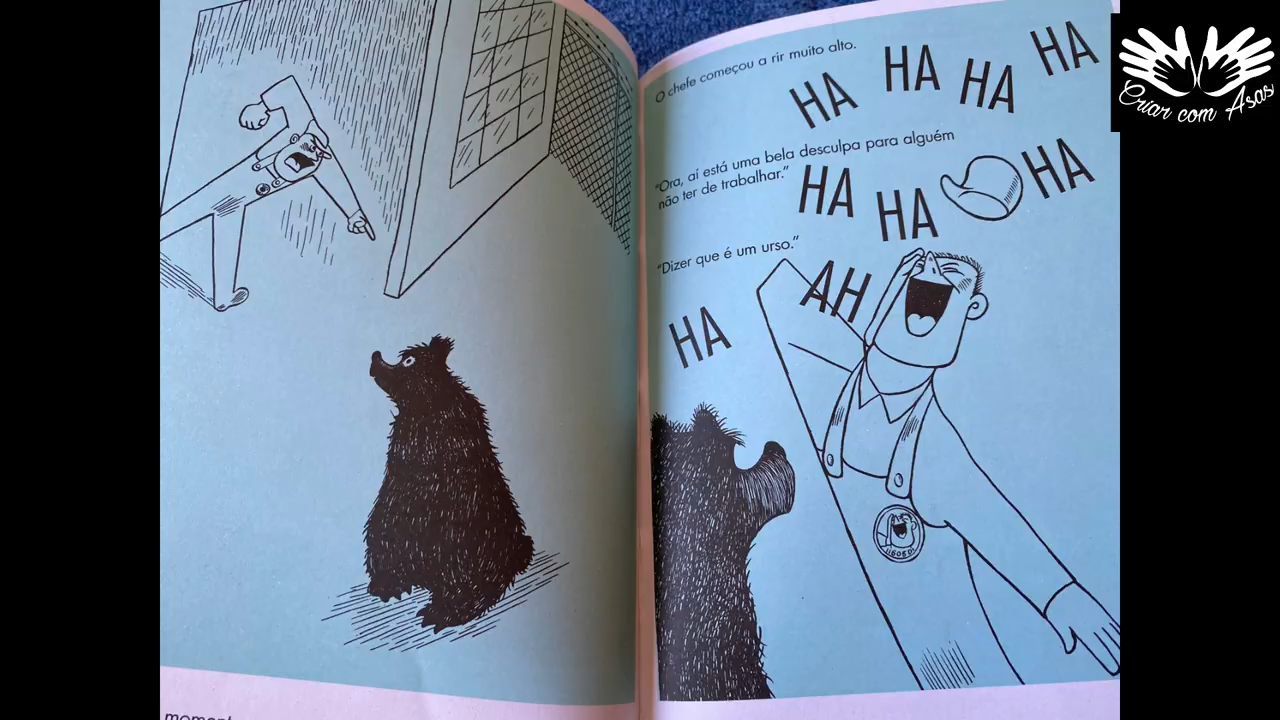 O chefe começou a rir muito alto.
HA HA HA HA
"Ora, aí está uma bela desculpa para alguém
não ter de trabalhar."
HA HA HA
"Dizer que é um urso."
AH
HA
Criar com Asas